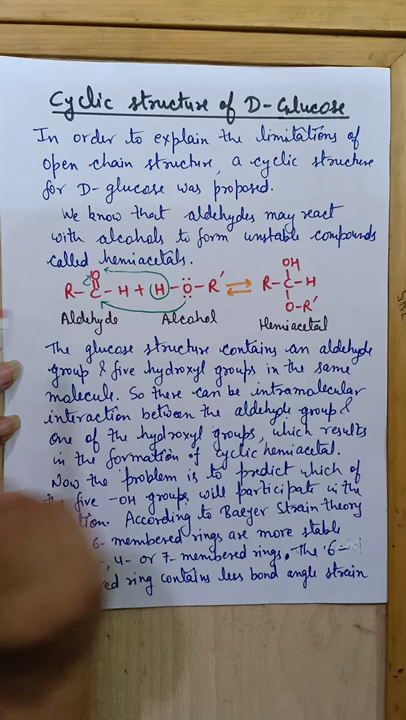 Cyclic structure of D-Glucose
In order to explain the limitations of
open chain structure, a cyclic structure
for D-glucose was proposed.
We know that aldehydes may react
with alcohols to form unstable compounds
called hemiacetals.
OH
O
R-C-H + H-O-R' ⇌ R-C-H
O-R'
Aldehyde Alcohol Hemiacetal
The glucose structure contains an aldehyde
group & five hydroxyl groups in the same
molecule. So there can be intramolecular
interaction between the aldehyde group &
one of the hydroxyl groups, which results
in the formation of cyclic hemiacetal.
Now the problem is to predict which of
the five -OH groups will participate in the
According to Baeyer Strain theory
6-membered rings are more stable
, 4- or 7-membered rings. The 6-
ring contains less bond angle strain